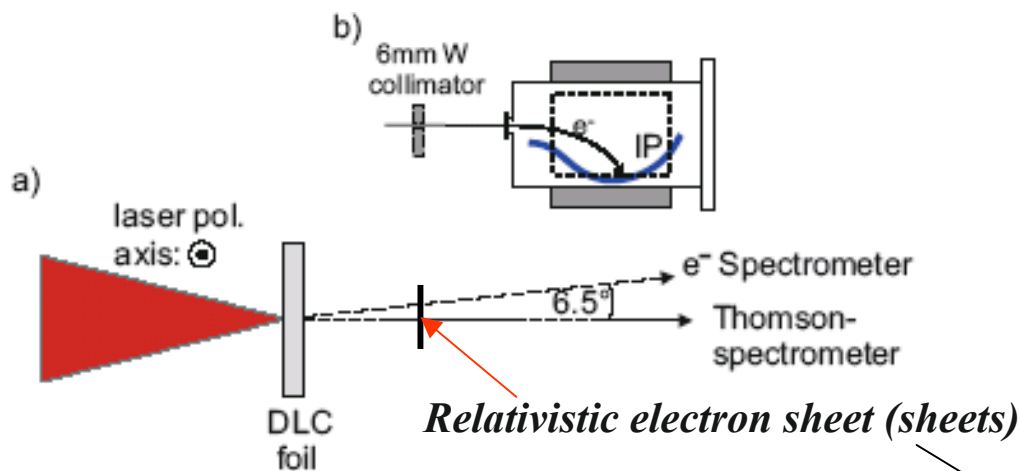 b)
6mm W
collimator
e-
IP
a)
laser pol.
axis:
e⁻ Spectrometer
6.5°
Thomson-
spectrometer
DLC
foil
Relativistic electron sheet (sheets)